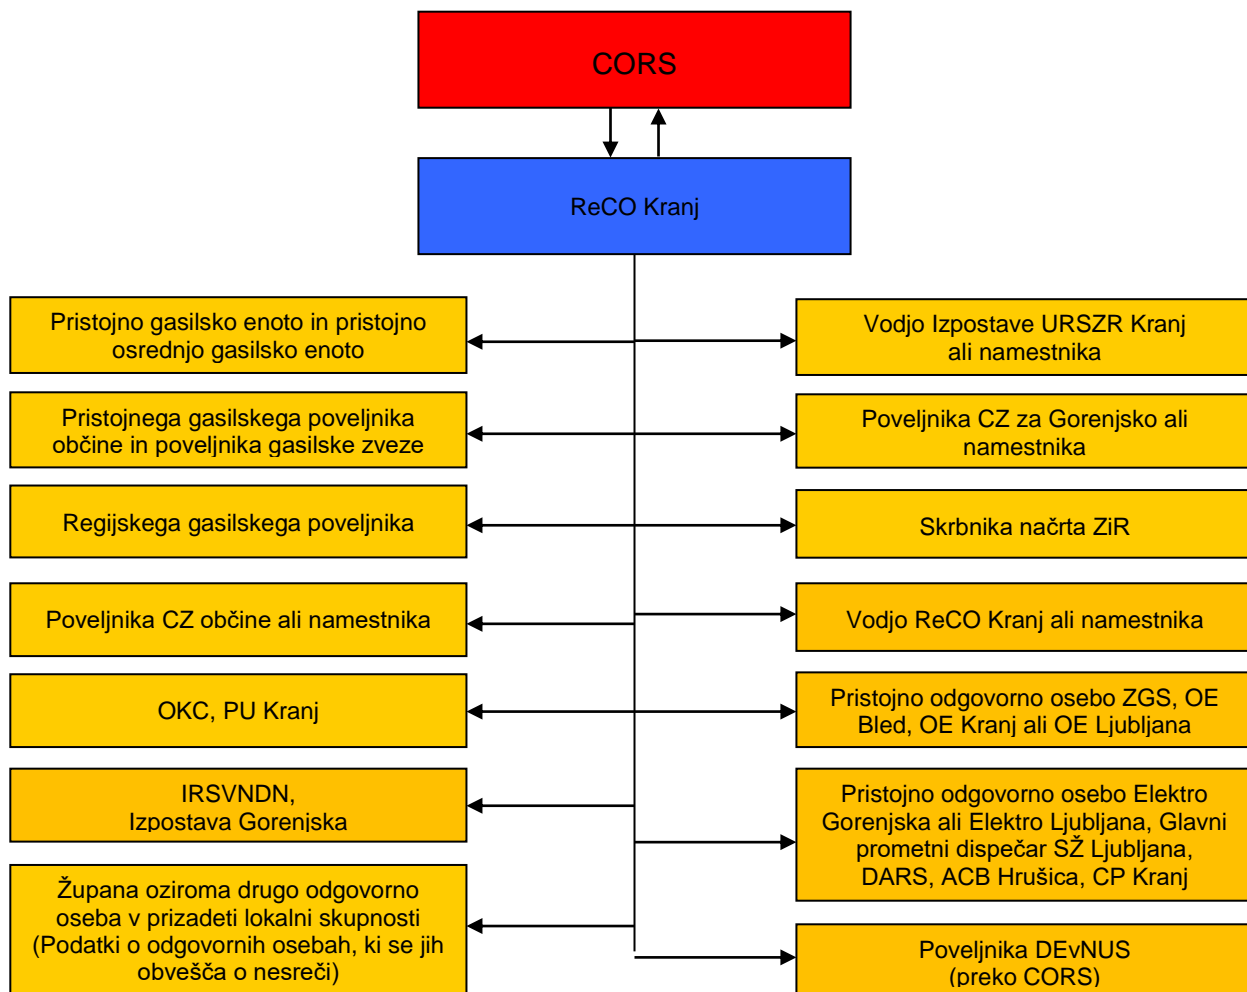 CORS
ReCO Kranj
Pristojno gasilsko enoto in pristojno
osrednjo gasilsko enoto
Pristojnega gasilskega poveljnika
občine in poveljnika gasilske zveze
Regijskega gasilskega poveljnika
Poveljnika CZ občine ali namestnika
OKC, PU Kranj
IRSVNDN,
Izpostava Gorenjska
Župana oziroma drugo odgovorno
oseba v prizadeti lokalni skupnosti
(Podatki o odgovornih osebah, ki se jih
obvešča o nesreči)
Vodjo Izpostave URSZR Kranj
ali namestnika
Poveljnika CZ za Gorenjsko ali
namestnika
Skrbnika načrta ZiR
Vodjo ReCO Kranj ali namestnika
Pristojno odgovorno osebo ZGS, OE
Bled, OE Kranj ali OE Ljubljana
Pristojno odgovorno osebo Elektro
Gorenjska ali Elektro Ljubljana, Glavni
prometni dispečar SŽ Ljubljana,
DARS, ACB Hrušica, CP Kranj
Poveljnika DEvNUS
(preko CORS)